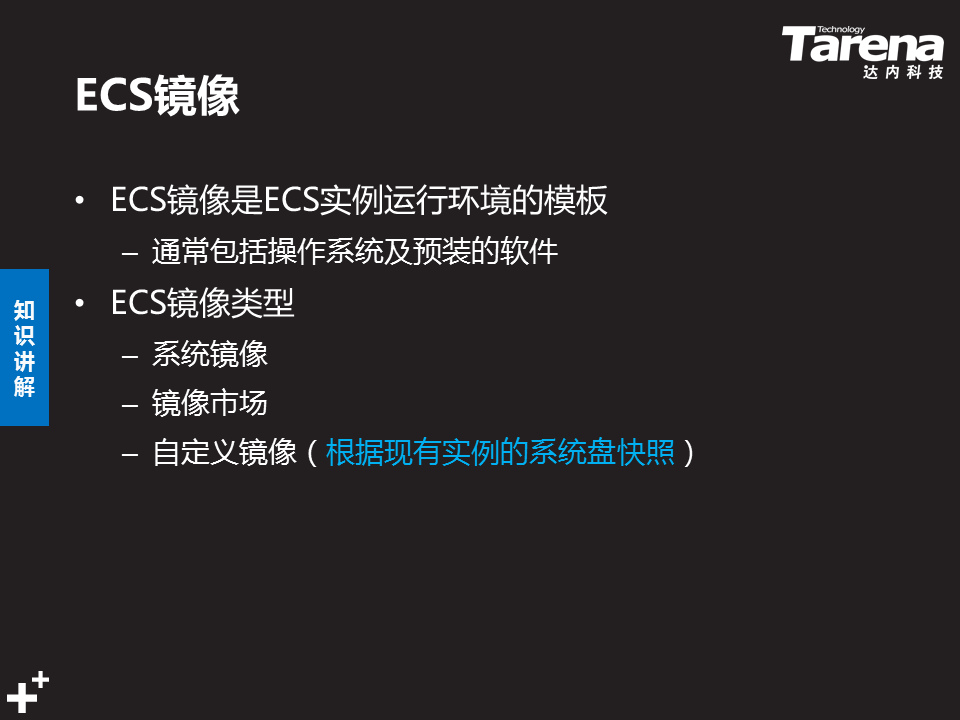 Technology
Tarena
达内科技
ECS镜像
• ECS镜像是ECS实例运行环境的模板
– 通常包括操作系统及预装的软件
• ECS镜像类型
– 系统镜像
– 镜像市场
– 自定义镜像（根据现有实例的系统盘快照）
知识讲解